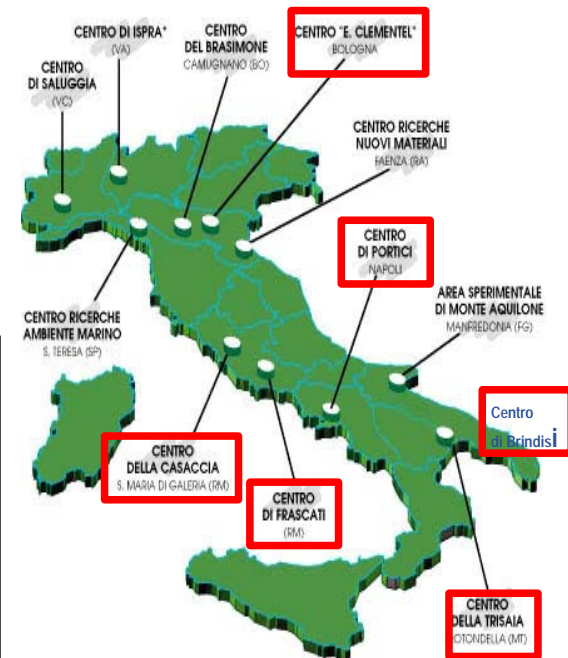 CENTRO DI ISPRA*
(VA)
CENTRO
DEL BRASIMONE
CAMUGNANO (BO)
CENTRO "E. CLEMENTEL"
BOLOGNA
CENTRO
DI SALUGGIA
(VC)
CENTRO RICERCHE
NUOVI MATERIALI
FAENZA (RA)
CENTRO
DI PORTICI
NAPOLI
AREA SPERIMENTALE
DI MONTE AQUILONE
MANFREDONIA (FG)
CENTRO RICERCHE
AMBIENTE MARINO
S. TERESA (SP)
Centro
di Brindisi
CENTRO
DELLA CASACCIA
S. MARIA DI GALERIA (RM)
CENTRO
DI FRASCATI
(RM)
CENTRO
DELLA TRISAIA
ROTONDELLA (MT)